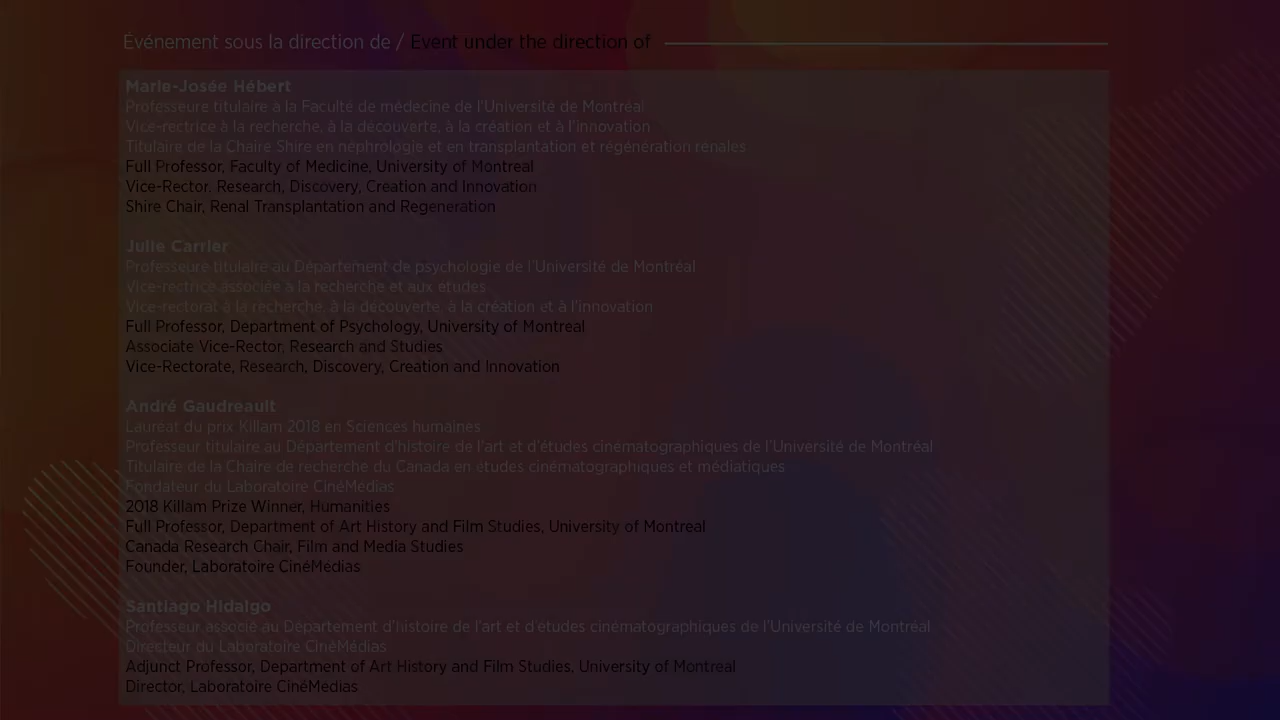 Événement sous la direction de / Event under the direction of
Marie-Josée Hébert
Professeure titulaire à la Faculté de médecine de l'Université de Montréal
Vice-rectrice à la recherche, à la découverte, à la création et à l'innovation
Titulaire de la Chaire Shire en néphrologie et en transplantation et régénération rénales
Full Professor, Faculty of Medicine, University of Montreal
Vice-Rector. Research, Discovery, Creation and Innovation
Shire Chair, Renal Transplantation and Regeneration
Julie Carrier
Professeure titulaire au Département de psychologie de l'Université de Montréal
Vice-rectrice associée à la recherche et aux études
Vice-rectorat à la recherche, à la découverte, à la création et à l'innovation
Full Professor, Department of Psychology, University of Montreal
Associate Vice-Rector, Research and Studies
Vice-Rectorate, Research, Discovery, Creation and Innovation
André Gaudreault
Lauréat du prix Killam 2018 en Sciences humaines
Professeur titulaire au Département d'histoire de l'art et d'études cinématographiques de l'Université de Montréal
Titulaire de la Chaire de recherche du Canada en études cinématographiques et médiatiques
Fondateur du Laboratoire CinéMédias
2018 Killam Prize Winner, Humanities
Full Professor, Department of Art History and Film Studies, University of Montreal
Canada Research Chair, Film and Media Studies
Founder, Laboratoire CinéMédias
Santiago Hidalgo
Professeur associé au Département d'histoire de l'art et d'études cinématographiques de l'Université de Montréal
Directeur du Laboratoire CinéMédias
Adjunct Professor, Department of Art History and Film Studies, University of Montreal
Director, Laboratoire CinéMédias